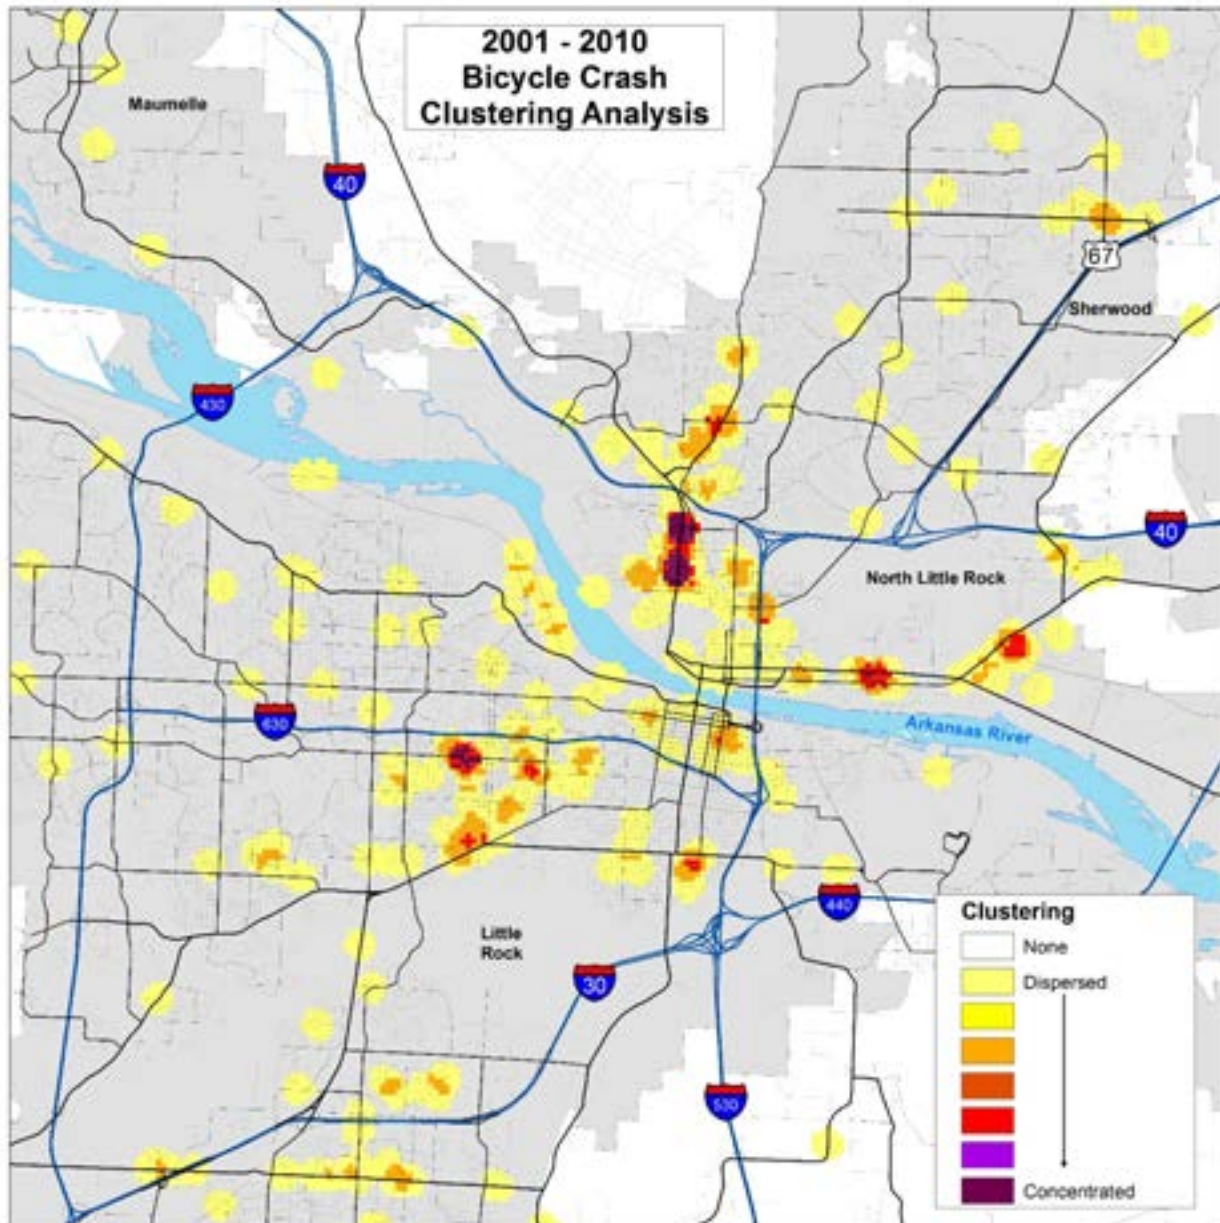 2001 - 2010
Bicycle Crash
Clustering Analysis
Maumelle
40
67
Sherwood
430
40
North Little Rock
630
Arkansas River
Little
Rock
440
30
530
Clustering
None
Dispersed
Concentrated